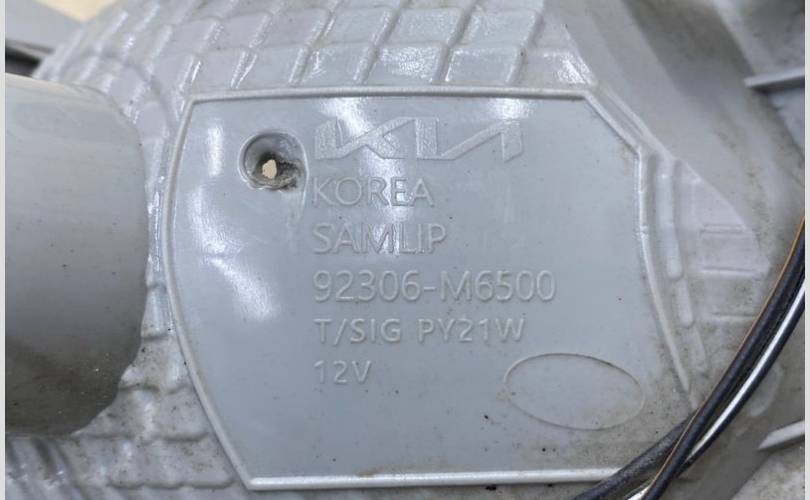 KIA
KOREA
SAMLIP
92306-M6500
T/SIG PY21W
12V